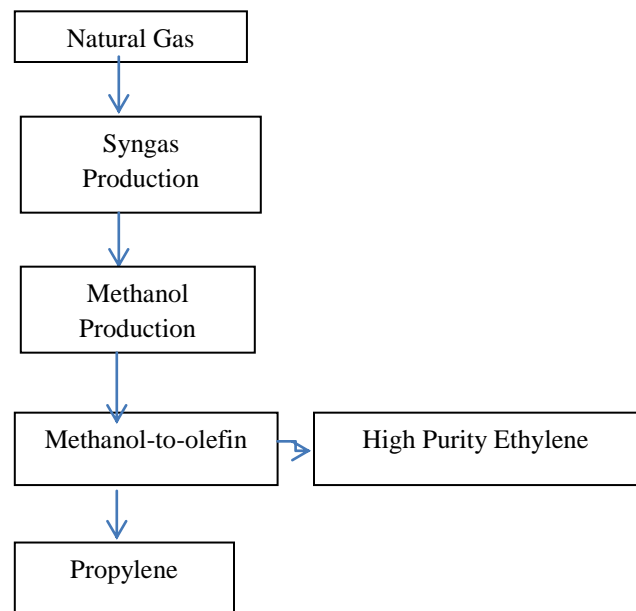 Natural Gas
Syngas
Production
Methanol
Production
Methanol-to-olefin
High Purity Ethylene
Propylene